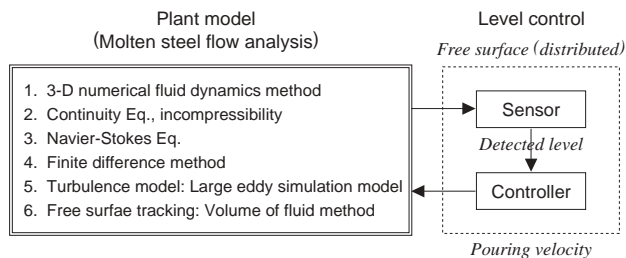 Plant model
(Molten steel flow analysis)
1. 3-D numerical fluid dynamics method
2. Continuity Eq., incompressibility
3. Navier-Stokes Eq.
4. Finite difference method
5. Turbulence model: Large eddy simulation model
6. Free surfae tracking: Volume of fluid method
Level control
Free surface (distributed)
Sensor
Detected level
Controller
Pouring velocity